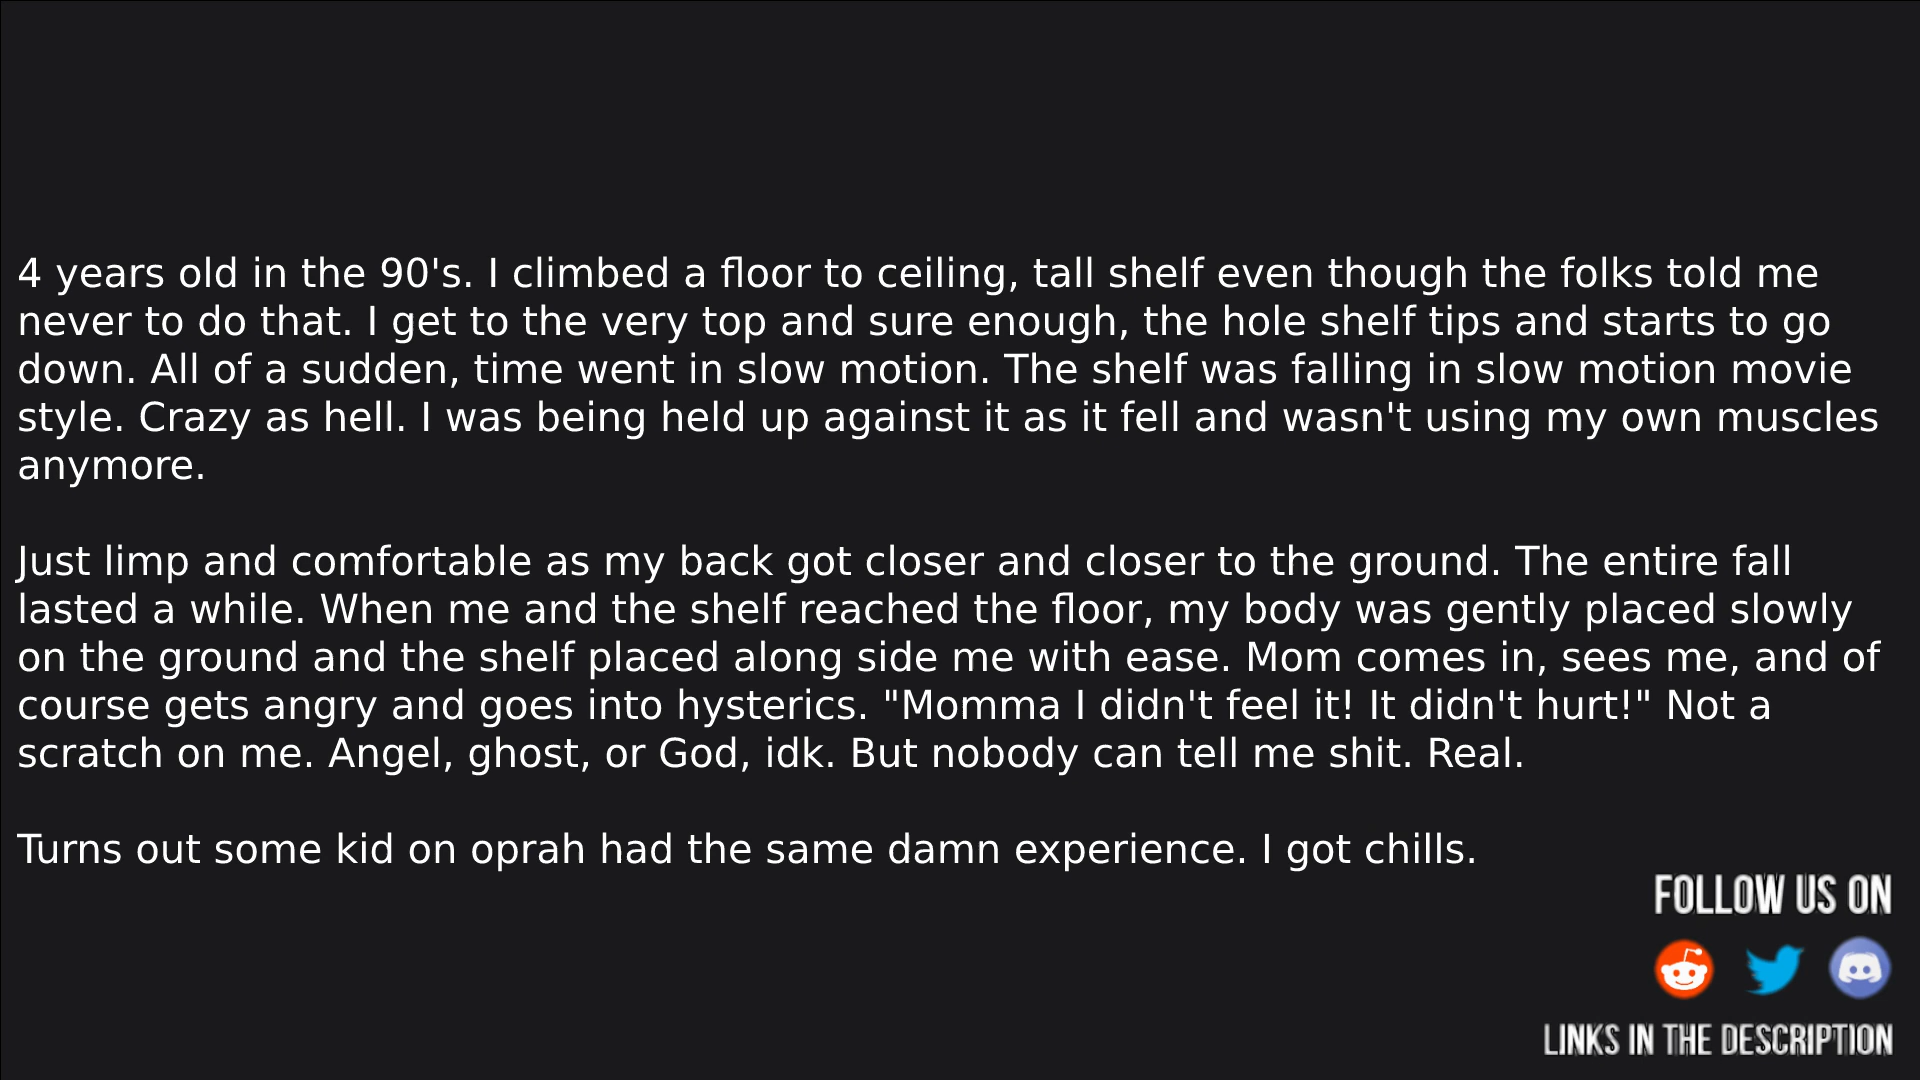 4 years old in the 90's. I climbed a floor to ceiling, tall shelf even though the folks told me
never to do that. I get to the very top and sure enough, the hole shelf tips and starts to go
down. All of a sudden, time went in slow motion. The shelf was falling in slow motion movie
style. Crazy as hell. I was being held up against it as it fell and wasn't using my own muscles
anymore.
Just limp and comfortable as my back got closer and closer to the ground. The entire fall
lasted a while. When me and the shelf reached the floor, my body was gently placed slowly
on the ground and the shelf placed along side me with ease. Mom comes in, sees me, and of
course gets angry and goes into hysterics. "Momma I didn't feel it! It didn't hurt!" Not a
scratch on me. Angel, ghost, or God, idk. But nobody can tell me shit. Real.
Turns out some kid on oprah had the same damn experience. I got chills.
FOLLOW US ON
LINKS IN THE DESCRIPTION